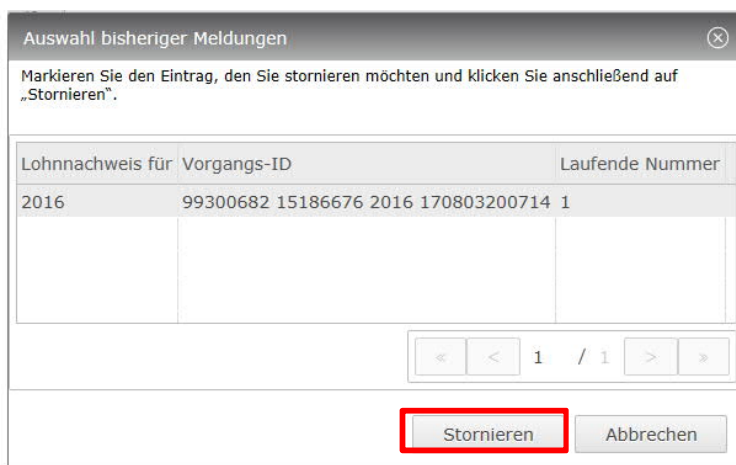 Auswahl bisheriger Meldungen
Markieren Sie den Eintrag, den Sie stornieren möchten und klicken Sie anschließend auf
„Stornieren“.
Lohnnachweis für Vorgangs-ID Laufende Nummer
2016 99300682 15186676 2016 170803200714 1
« < 1 / 1 > »
Stornieren Abbrechen